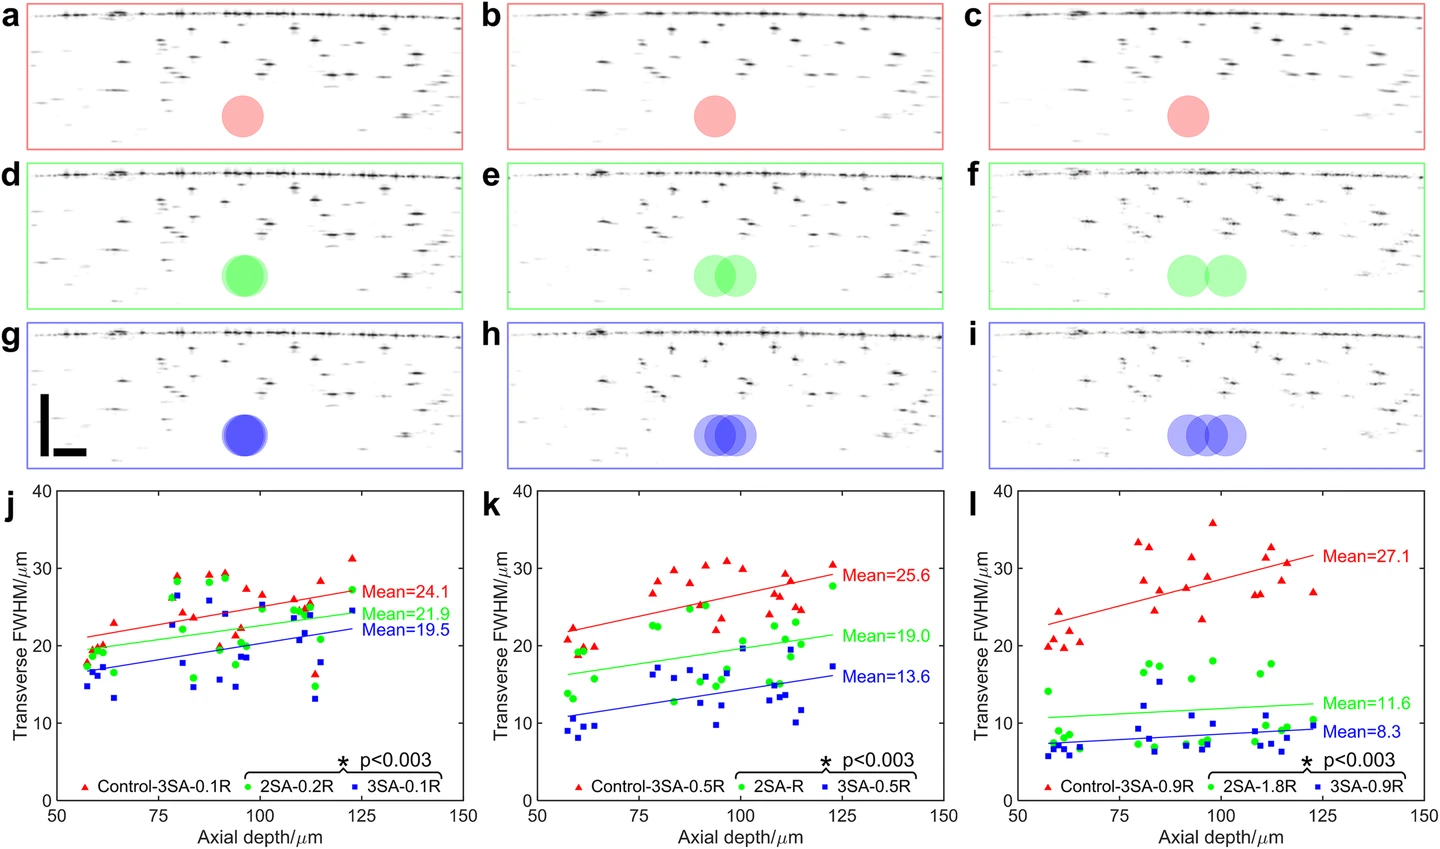 a
b
c
d
e
f
g
h
i
j
40
30
20
10
0
50
75
100
125
150
Transverse FWHM/μm
Axial depth/μm
Mean=24.1
Mean=21.9
Mean=19.5
* p<0.003
Control-3SA-0.1R 2SA-0.2R 3SA-0.1R
k
40
30
20
10
0
50
75
100
125
150
Transverse FWHM/μm
Axial depth/μm
Mean=25.6
Mean=19.0
Mean=13.6
* p<0.003
Control-3SA-0.5R 2SA-R 3SA-0.5R
l
40
30
20
10
0
50
75
100
125
150
Transverse FWHM/μm
Axial depth/μm
Mean=27.1
Mean=11.6
Mean=8.3
* p<0.003
Control-3SA-0.9R 2SA-1.8R 3SA-0.9R